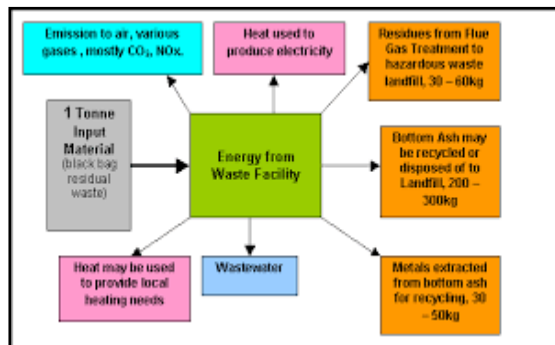 Emission to air, various
gases , mostly CO₂, NOx.
Heat used to
produce electricity
Residues from Flue
Gas Treatment to
hazardous waste
landfill, 30 – 60kg
1 Tonne
Input
Material
(black bag
residual
waste)
Energy from
Waste Facility
Bottom Ash may
be recycled or
disposed of to
Landfill, 200 –
300kg
Heat may be used
to provide local
heating needs
Wastewater
Metals extracted
from bottom ash
for recycling, 30
– 50kg